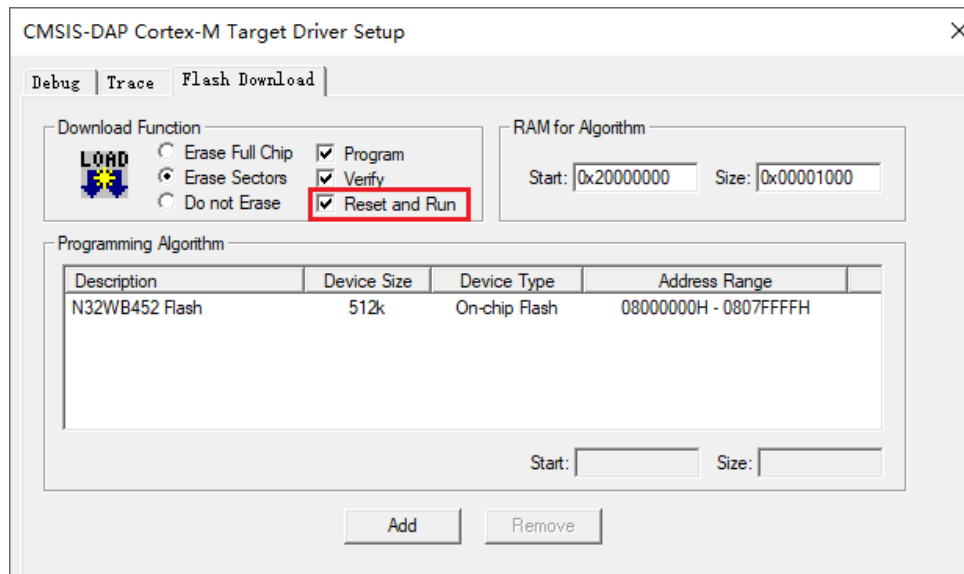 CMSIS-DAP Cortex-M Target Driver Setup
Debug Trace Flash Download
Download Function
LOAD
Erase Full Chip Program
Erase Sectors Verify
Do not Erase Reset and Run
RAM for Algorithm
Start: 0x20000000 Size: 0x00001000
Programming Algorithm
Description Device Size Device Type Address Range
N32WB452 Flash 512k On-chip Flash 08000000H - 0807FFFFH
Start: Size:
Add Remove